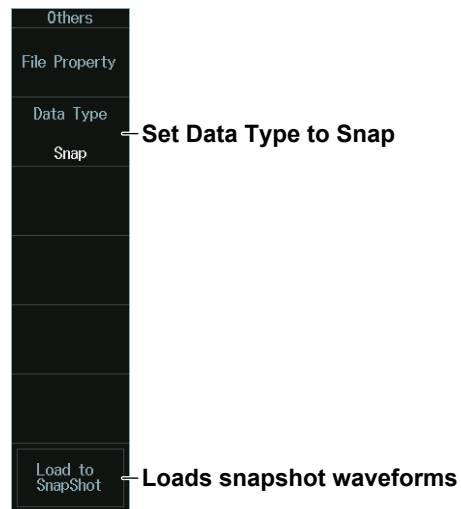 Others
File Property
Data Type
Set Data Type to Snap
Snap
Load to
SnapShot
Loads snapshot waveforms